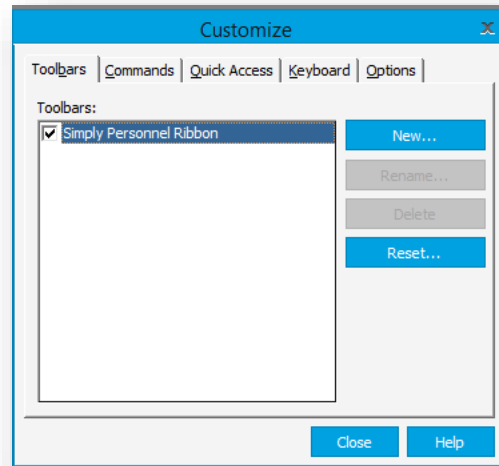 Customize
Toolbars Commands Quick Access Keyboard Options
Toolbars:
Simply Personnel Ribbon
New...
Rename...
Delete
Reset...
Close Help